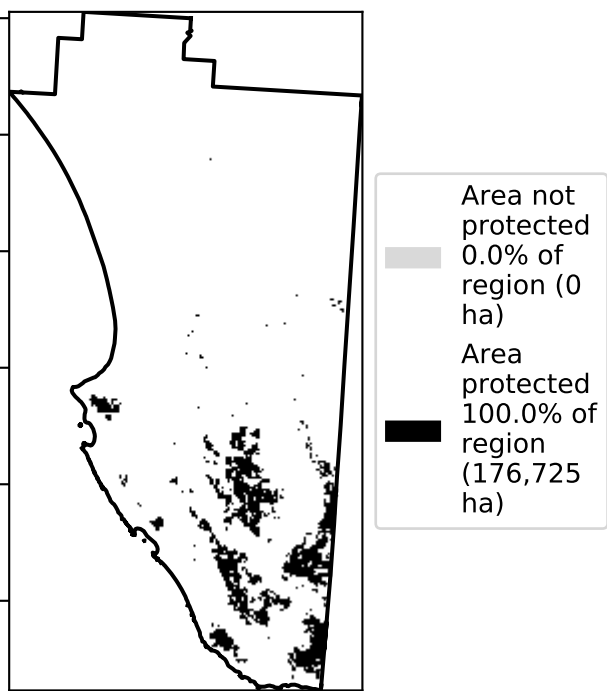 Area not
protected
0.0% of
region (0
ha)
Area
protected
100.0% of
region
(176,725
ha)